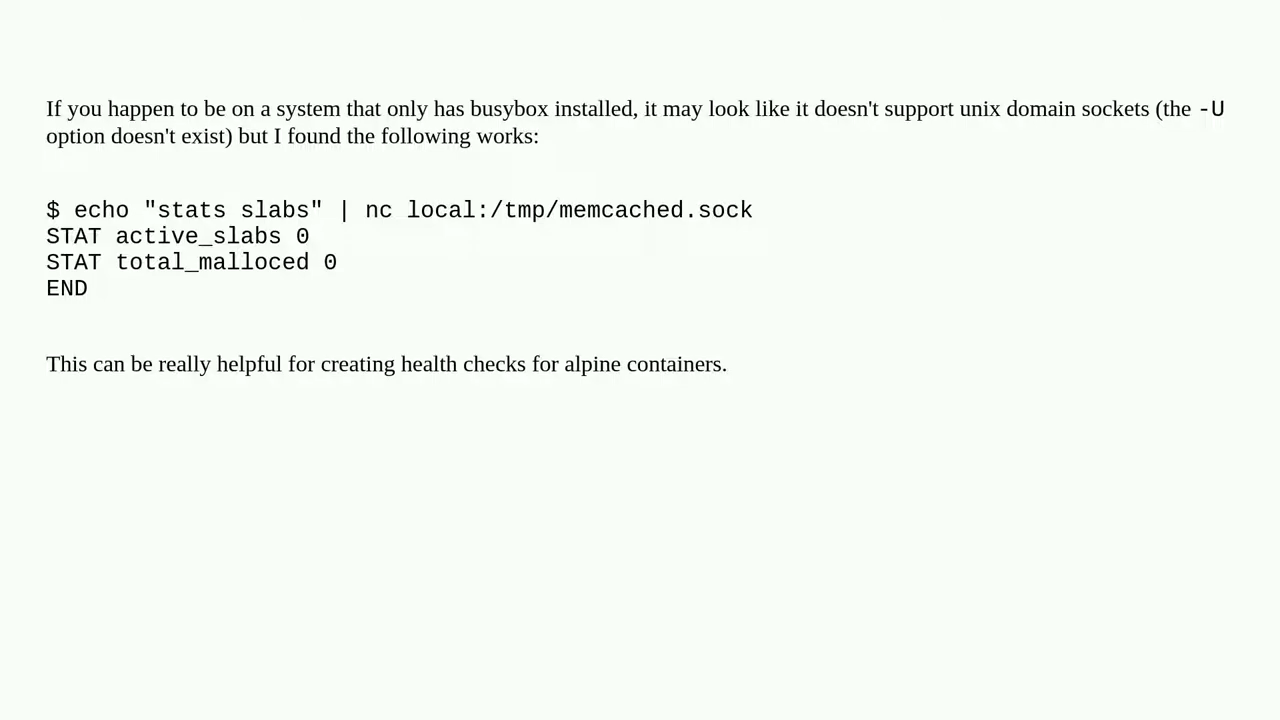 If you happen to be on a system that only has busybox installed, it may look like it doesn't support unix domain sockets (the -U
option doesn't exist) but I found the following works:
$ echo "stats slabs" | nc local:/tmp/memcached.sock
STAT active_slabs 0
STAT total_malloced 0
END
This can be really helpful for creating health checks for alpine containers.